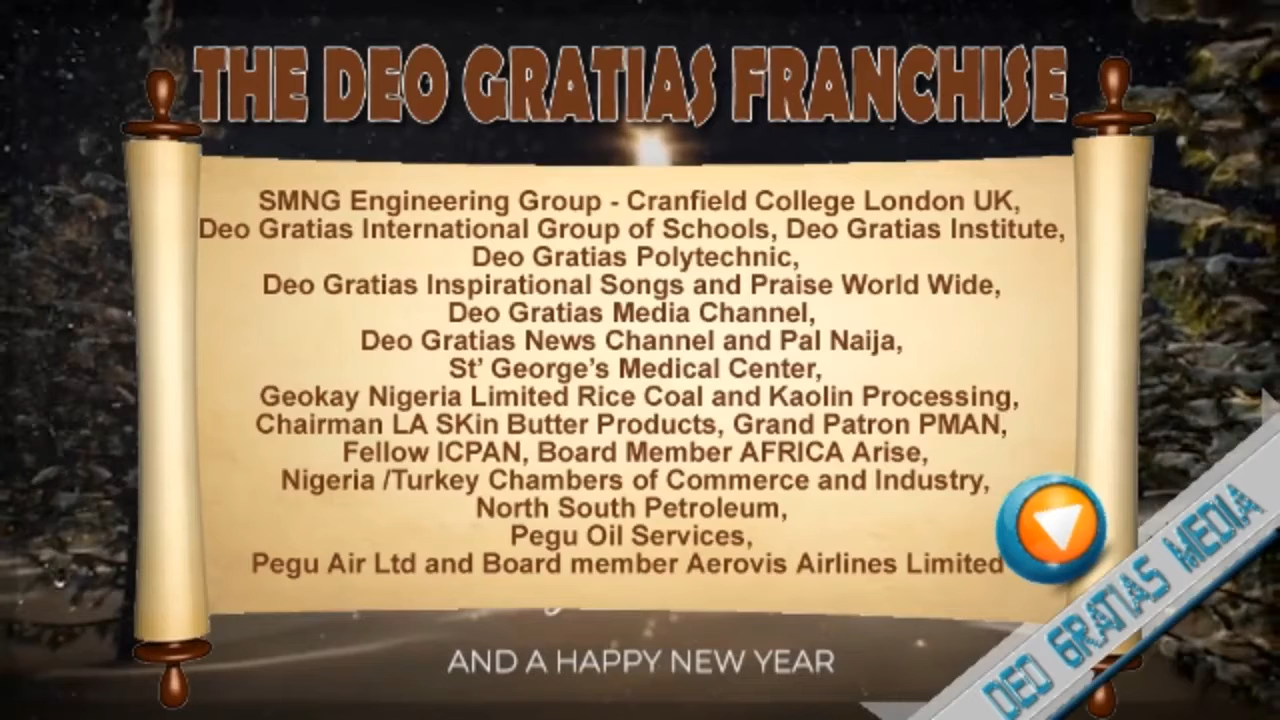 THE DEO GRATIAS FRANCHISE
SMNG Engineering Group - Cranfield College London UK,
Deo Gratias International Group of Schools, Deo Gratias Institute,
Deo Gratias Polytechnic,
Deo Gratias Inspirational Songs and Praise World Wide,
Deo Gratias Media Channel,
Deo Gratias News Channel and Pal Naija,
St’ George’s Medical Center,
Geokay Nigeria Limited Rice Coal and Kaolin Processing,
Chairman LA SKin Butter Products, Grand Patron PMAN,
Fellow ICPAN, Board Member AFRICA Arise,
Nigeria /Turkey Chambers of Commerce and Industry,
North South Petroleum,
Pegu Oil Services,
Pegu Air Ltd and Board member Aerovis Airlines Limited
AND A HAPPY NEW YEAR
DEO GRATIAS MEDIA